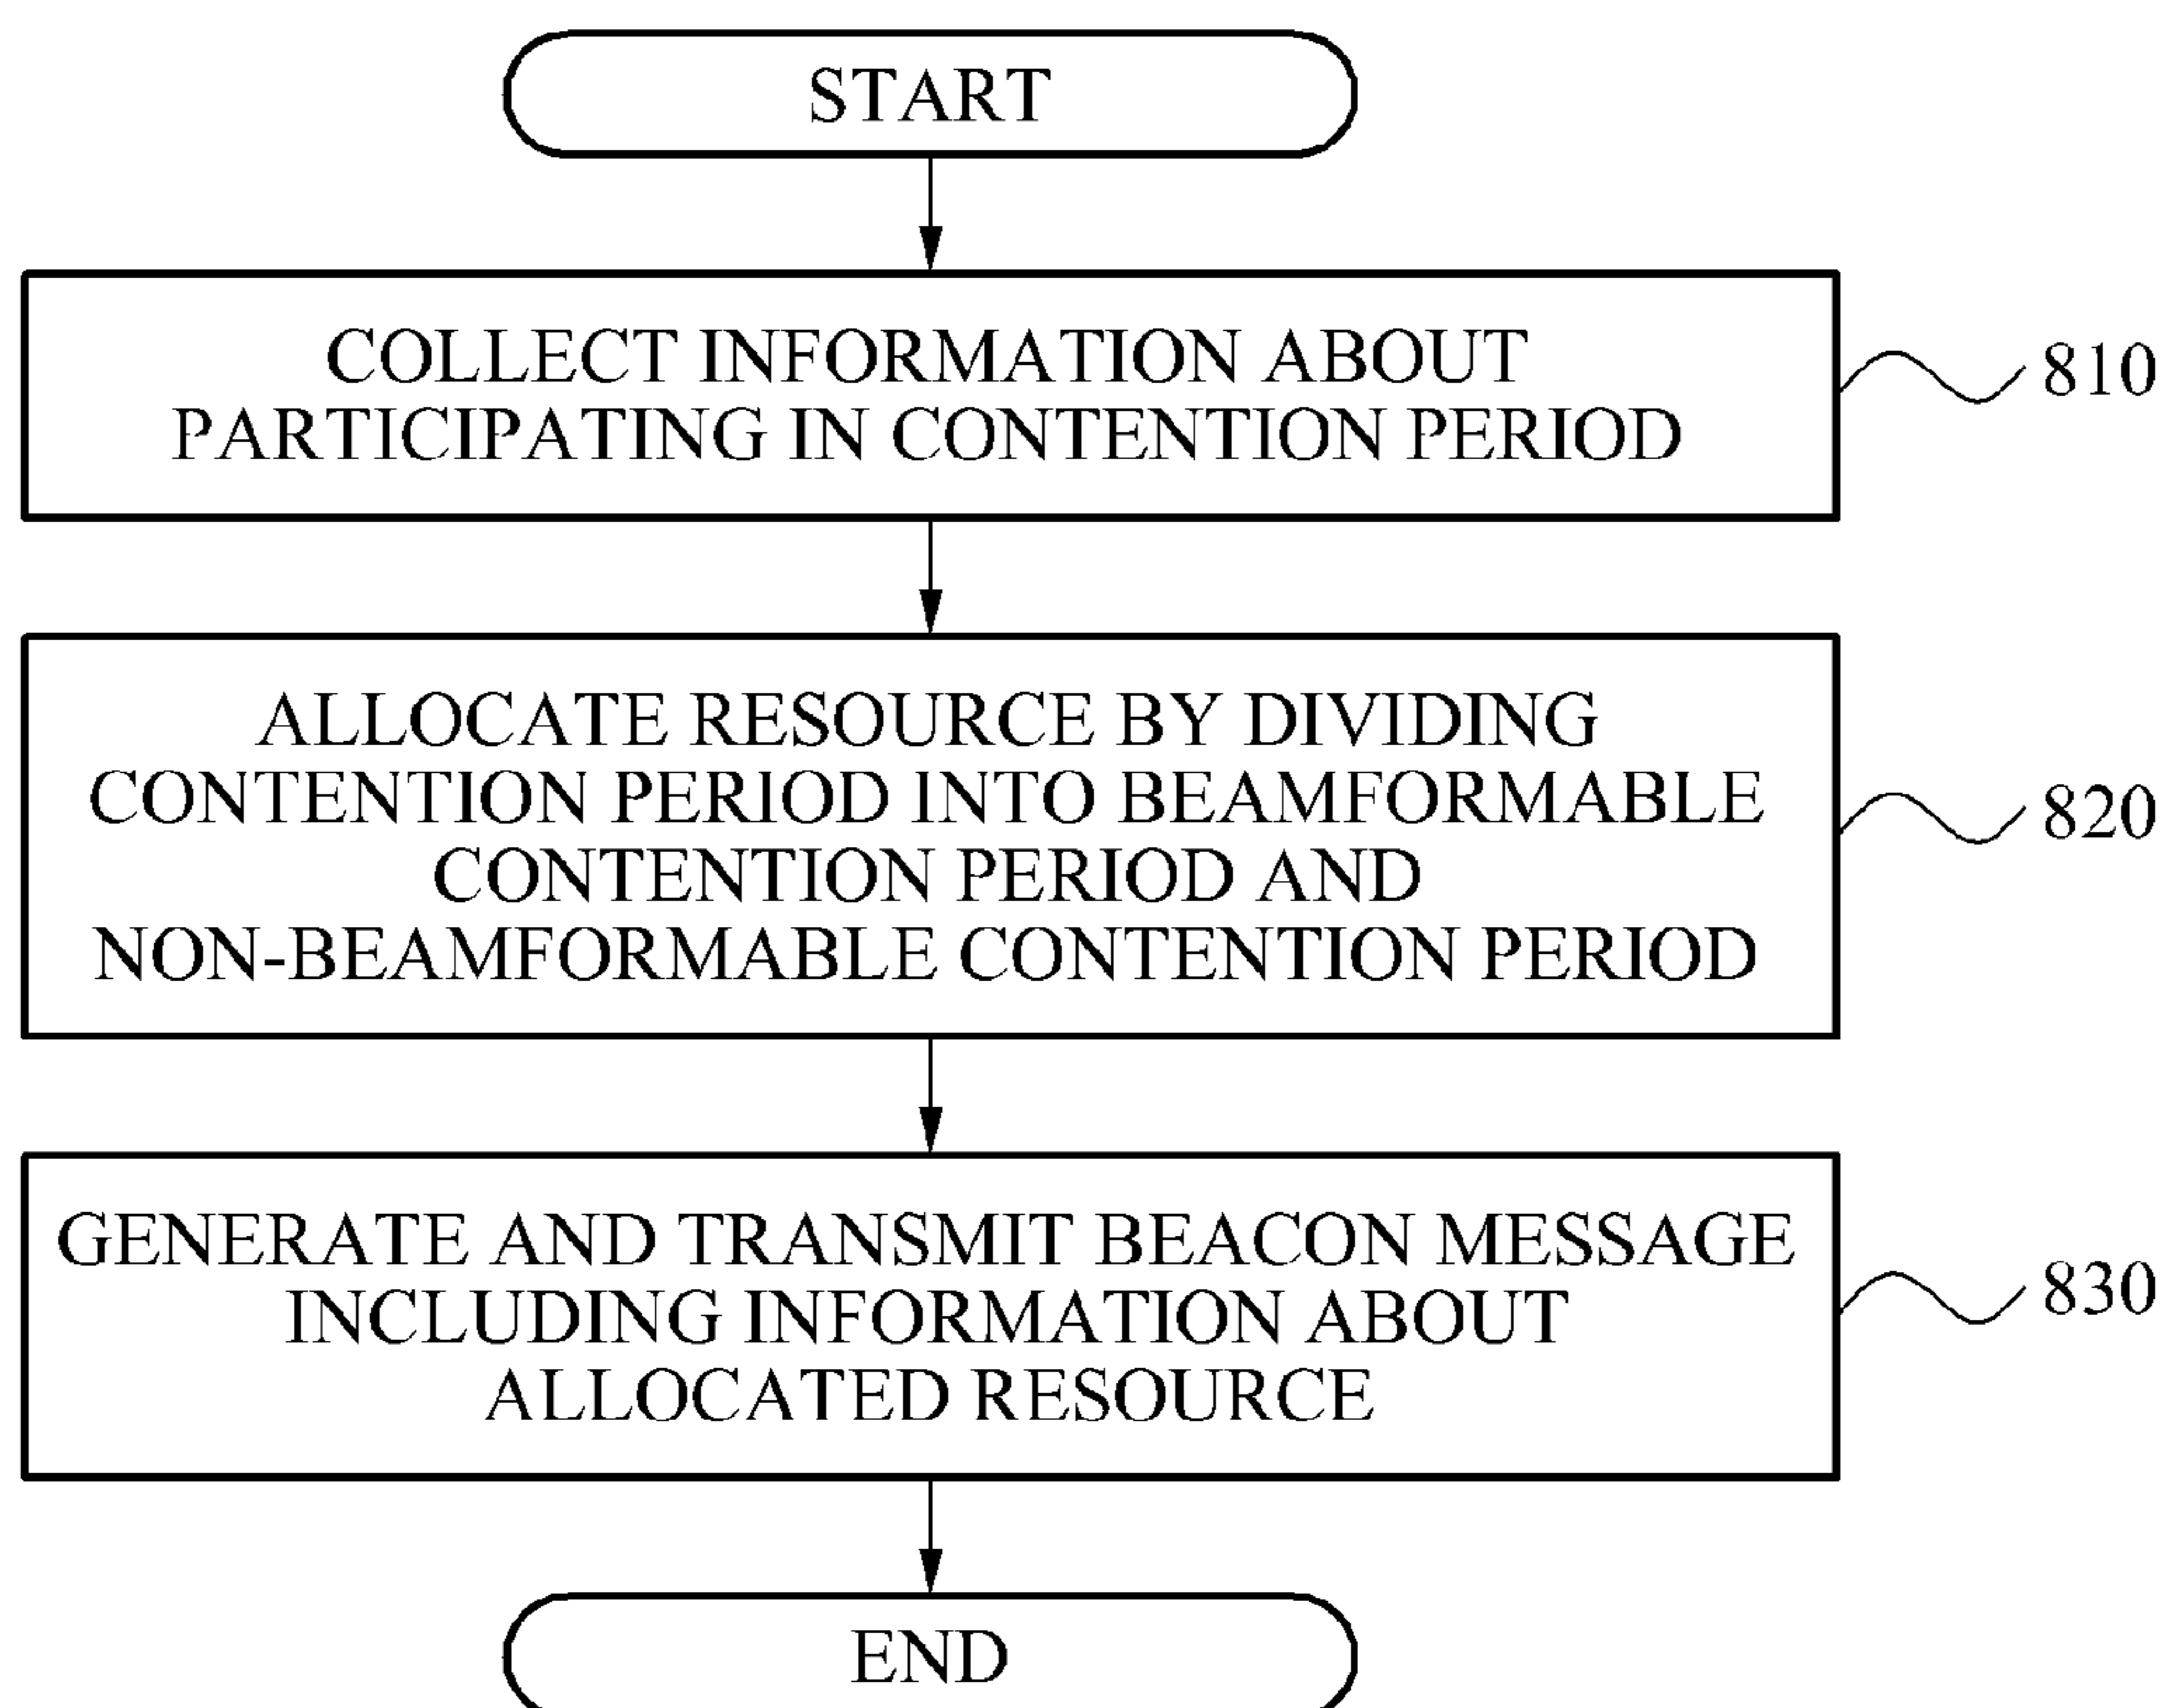 START
COLLECT INFORMATION ABOUT
PARTICIPATING IN CONTENTION PERIOD
810
ALLOCATE RESOURCE BY DIVIDING
CONTENTION PERIOD INTO BEAMFORMABLE
CONTENTION PERIOD AND
NON-BEAMFORMABLE CONTENTION PERIOD
820
GENERATE AND TRANSMIT BEACON MESSAGE
INCLUDING INFORMATION ABOUT
ALLOCATED RESOURCE
830
END